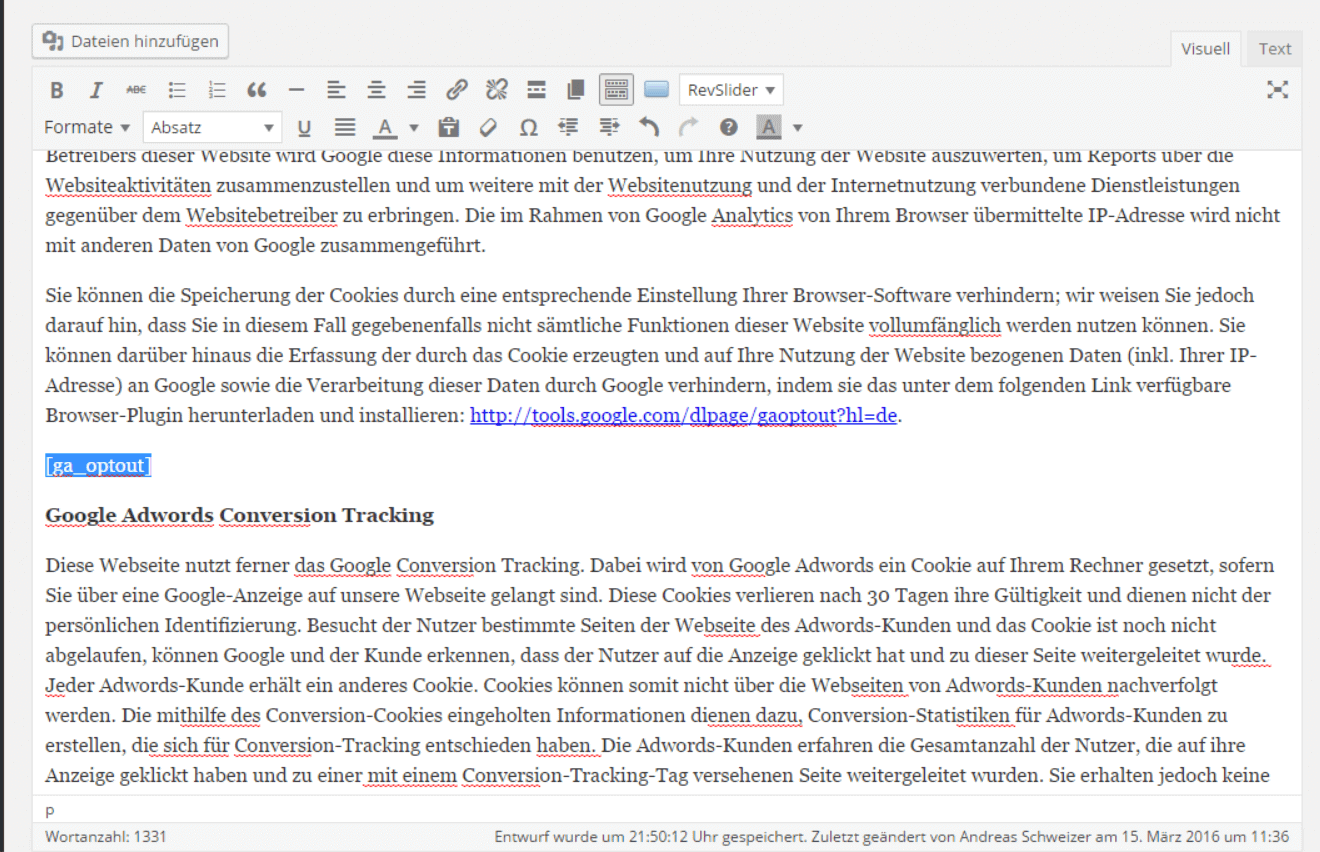 Dateien hinzufügen
Visuell
Text
B I ABC RevSlider
Formate Absatz U A Ω ? A
Betreibers dieser Website wird Google diese Informationen benutzen, um Ihre Nutzung der Website auszuwerten, um Reports über die
Websiteaktivitäten zusammenzustellen und um weitere mit der Websitenutzung und der Internetnutzung verbundene Dienstleistungen
gegenüber dem Websitebetreiber zu erbringen. Die im Rahmen von Google Analytics von Ihrem Browser übermittelte IP-Adresse wird nicht
mit anderen Daten von Google zusammengeführt.
Sie können die Speicherung der Cookies durch eine entsprechende Einstellung Ihrer Browser-Software verhindern; wir weisen Sie jedoch
darauf hin, dass Sie in diesem Fall gegebenenfalls nicht sämtliche Funktionen dieser Website vollumfänglich werden nutzen können. Sie
können darüber hinaus die Erfassung der durch das Cookie erzeugten und auf Ihre Nutzung der Website bezogenen Daten (inkl. Ihrer IP-
Adresse) an Google sowie die Verarbeitung dieser Daten durch Google verhindern, indem sie das unter dem folgenden Link verfügbare
Browser-Plugin herunterladen und installieren: http://tools.google.com/dlpage/gaoptout?hl=de.
[ga_optout]
Google Adwords Conversion Tracking
Diese Webseite nutzt ferner das Google Conversion Tracking. Dabei wird von Google Adwords ein Cookie auf Ihrem Rechner gesetzt, sofern
Sie über eine Google-Anzeige auf unsere Webseite gelangt sind. Diese Cookies verlieren nach 30 Tagen ihre Gültigkeit und dienen nicht der
persönlichen Identifizierung. Besucht der Nutzer bestimmte Seiten der Webseite des Adwords-Kunden und das Cookie ist noch nicht
abgelaufen, können Google und der Kunde erkennen, dass der Nutzer auf die Anzeige geklickt hat und zu dieser Seite weitergeleitet wurde.
Jeder Adwords-Kunde erhält ein anderes Cookie. Cookies können somit nicht über die Webseiten von Adwords-Kunden nachverfolgt
werden. Die mithilfe des Conversion-Cookies eingeholten Informationen dienen dazu, Conversion-Statistiken für Adwords-Kunden zu
erstellen, die sich für Conversion-Tracking entschieden haben. Die Adwords-Kunden erfahren die Gesamtanzahl der Nutzer, die auf ihre
Anzeige geklickt haben und zu einer mit einem Conversion-Tracking-Tag versehenen Seite weitergeleitet wurden. Sie erhalten jedoch keine
p
Wortanzahl: 1331
Entwurf wurde um 21:50:12 Uhr gespeichert. Zuletzt geändert von Andreas Schweizer am 15. März 2016 um 11:36